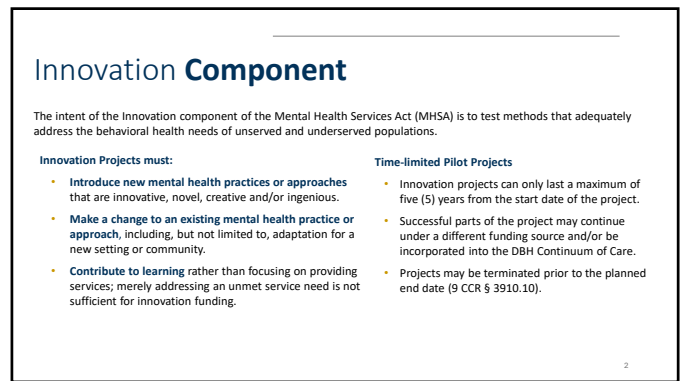 Innovation Component
The intent of the Innovation component of the Mental Health Services Act (MHSA) is to test methods that adequately
address the behavioral health needs of unserved and underserved populations.
Innovation Projects must:
• Introduce new mental health practices or approaches
that are innovative, novel, creative and/or ingenious.
• Make a change to an existing mental health practice or
approach, including, but not limited to, adaptation for a
new setting or community.
• Contribute to learning rather than focusing on providing
services; merely addressing an unmet service need is not
sufficient for innovation funding.
Time-limited Pilot Projects
• Innovation projects can only last a maximum of
five (5) years from the start date of the project.
• Successful parts of the project may continue
under a different funding source and/or be
incorporated into the DBH Continuum of Care.
• Projects may be terminated prior to the planned
end date (9 CCR § 3910.10).
2